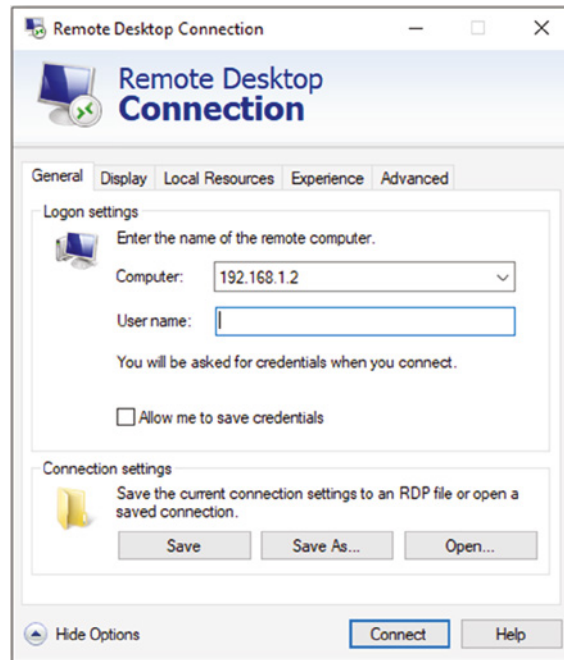 Remote Desktop Connection
Remote Desktop
Connection
General Display Local Resources Experience Advanced
Logon settings
Enter the name of the remote computer.
Computer: 192.168.1.2
User name:
You will be asked for credentials when you connect.
Allow me to save credentials
Connection settings
Save the current connection settings to an RDP file or open a
saved connection.
Save Save As... Open...
Hide Options Connect Help